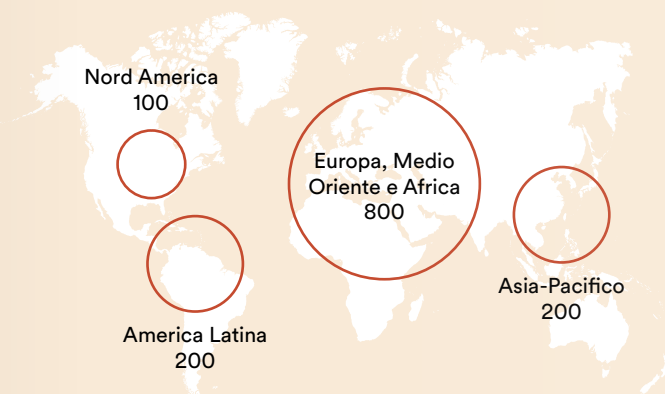 Nord America
100
Europa, Medio
Oriente e Africa
800
Asia-Pacifico
200
America Latina
200